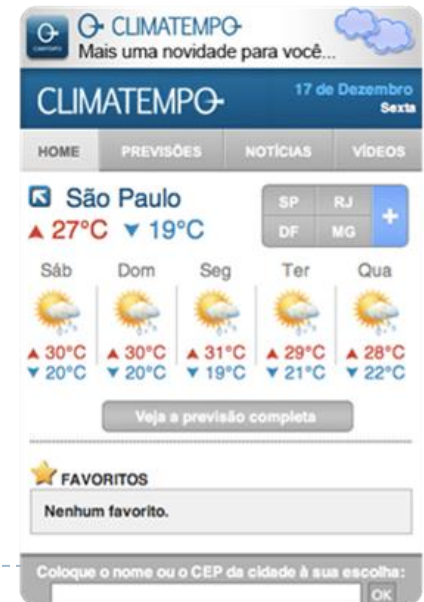 CLIMATEMPO
Mais uma novidade para você...
CLIMATEMPO
17 de Dezembro
Sexta
HOME PREVISÕES NOTÍCIAS VÍDEOS
São Paulo
27°C 19°C
SP RJ
+
DF MG
Sáb Dom Seg Ter Qua
30°C 30°C 31°C 29°C 28°C
20°C 20°C 19°C 21°C 22°C
Veja a previsão completa
FAVORITOS
Nenhum favorito.
Coloque o nome ou o CEP da cidade à sua escolha:
OK